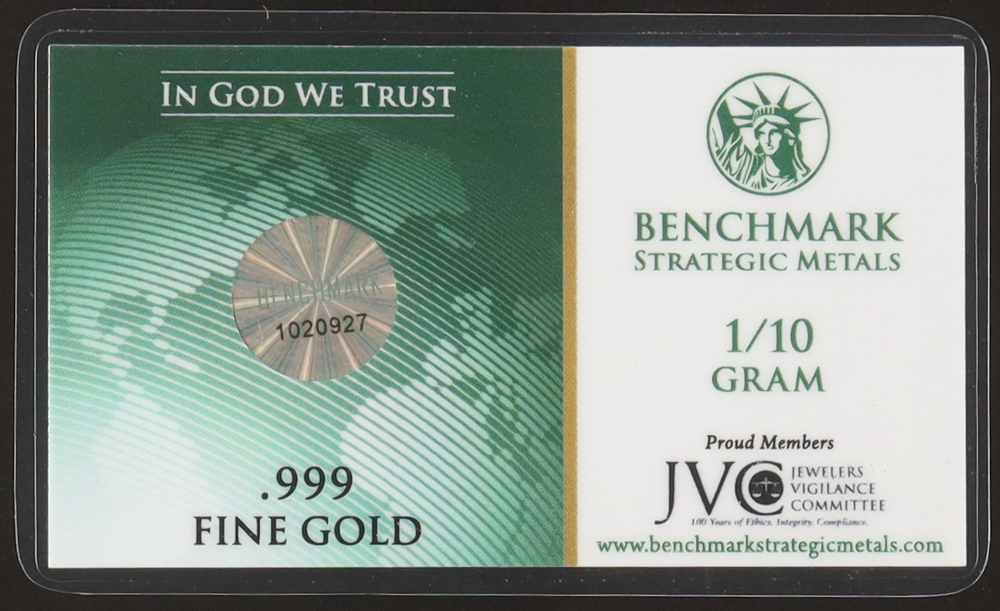 IN GOD WE TRUST
BENCHMARK
1020927
.999
FINE GOLD
BENCHMARK
STRATEGIC METALS
1/10
GRAM
Proud Members
JVC JEWELERS
VIGILANCE
COMMITTEE
100 Years of Ethics. Integrity. Compliance.
www.benchmarkstrategicmetals.com